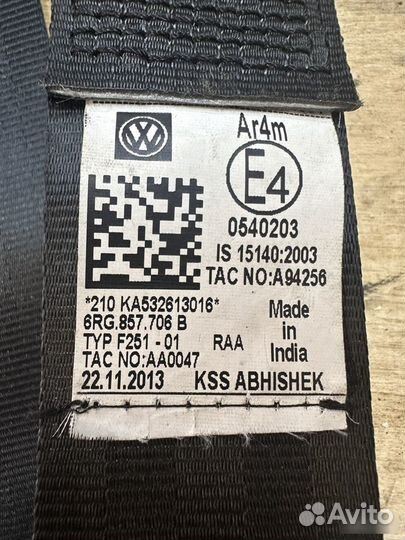 Ar4m
E4
0540203
IS 15140:2003
TAC NO:A94256
*210 KA532613016*
6RG.857.706 B
TYP F251 - 01 RAA
TAC NO:AA0047
Made in
India
22.11.2013 KSS ABHISHEK
Avito